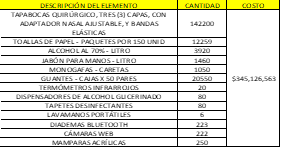 DESCRIPCIÓN DEL ELEMENTO CANTIDAD COSTO
TAPABOCAS QUIRÚRGICO, TRES (3) CAPAS, CON
ADAPTADOR NASAL AJUSTABLE, Y BANDAS
ELÁSTICAS 142200
TOALLAS DE PAPEL - PAQUETES POR 150 UNID 12259
ALCOHOL AL 70% - LITRO 3920
JABÓN PARA MANOS - LITRO 1460
MONOGAFAS - CARETAS 1050
GUANTES - CAJAS X 50 PARES 20550 $345,126,563
TERMÓMETROS INFRARROJOS 20
DISPENSADORES DE ALCOHOL GLICERINADO 80
TAPETES DESINFECTANTES 80
LAVAMANOS PORTÁTILES 6
DIADEMAS BLUETOOTH 223
CÁMARAS WEB 222
MAMPARAS ACRÍLICAS 250